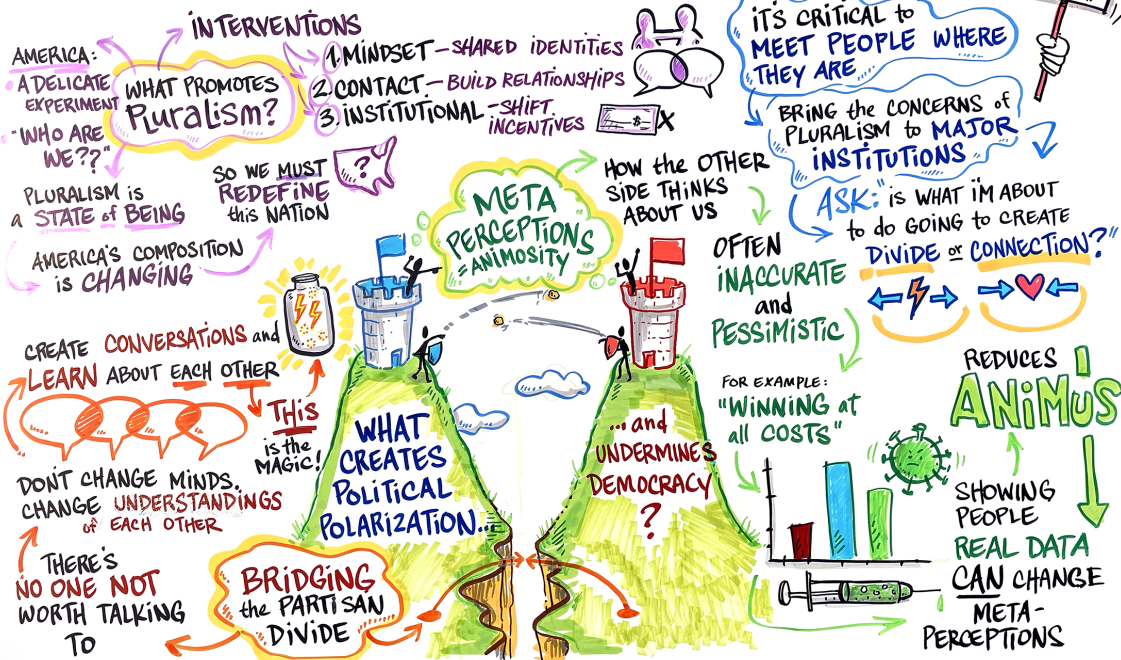 INTERVENTIONS
AMERICA:
A DELICATE
EXPERIMENT
"WHO ARE
WE??"
WHAT PROMOTES
PLURALISM?
1. MINDSET – SHARED IDENTITIES
2 CONTACT – BUILD RELATIONSHIPS
3 INSTITUTIONAL – SHIFT
INCENTIVES
$
X
PLURALISM is
a STATE of BEING
SO WE MUST
REDEFINE
this NATION
?
AMERICA'S COMPOSITION
is CHANGING
META
PERCEPTIONS
= ANIMOSITY
HOW the OTHER
SIDE THINKS
ABOUT US
OFTEN
INACCURATE
and
PESSIMISTIC
FOR EXAMPLE:
"WINNING at
all COSTS"
IT'S CRITICAL to
MEET PEOPLE WHERE
THEY ARE
BRING the CONCERNS of
PLURALISM to MAJOR
INSTITUTIONS
ASK: "is WHAT I'M ABOUT
to do GOING to CREATE
DIVIDE or CONNECTION?"
REDUCES
ANIMUS
SHOWING
PEOPLE
REAL DATA
CAN CHANGE
META-
PERCEPTIONS
CREATE CONVERSATIONS and
LEARN ABOUT EACH OTHER
THIS
is the
MAGIC!
DON'T CHANGE MINDS.
CHANGE UNDERSTANDINGS
of EACH OTHER
THERE'S
NO ONE NOT
WORTH TALKING
TO
BRIDGING
the PARTISAN
DIVIDE
WHAT
CREATES
POLITICAL
POLARIZATION...
...and
UNDERMINES
DEMOCRACY
?